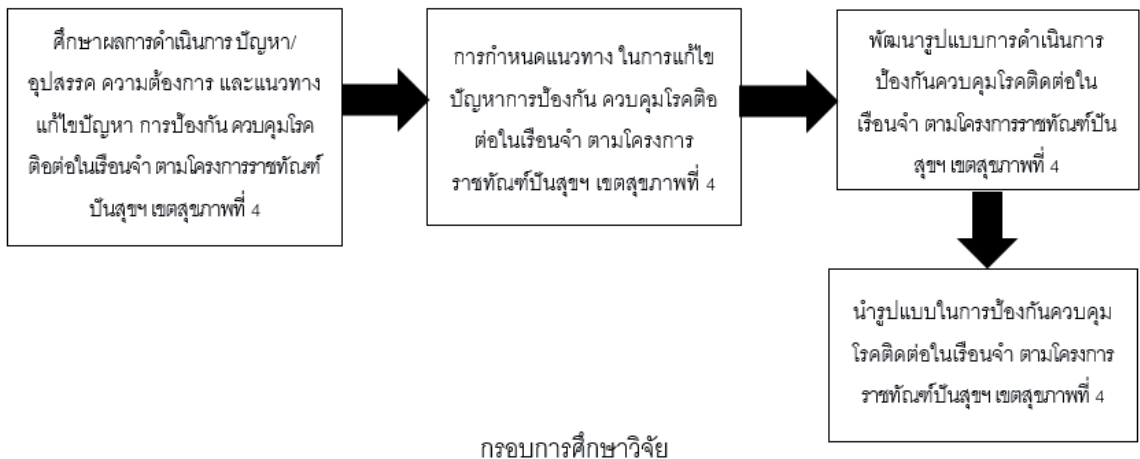 ศึกษาผลการดำเนินการ ปัญหา/
อุปสรรค ความต้องการ และแนวทาง
แก้ไขปัญหา การป้องกัน ควบคุมโรค
ติอต่อในเรือนจำ ตามโครงการราชทัณฑ์
ปันสุขฯ เขตสุขภาพที่ 4
การกำหนดแนวทาง ในการแก้ไข
ปัญหาการป้องกัน ควบคุมโรคติอ
ต่อในเรือนจำ ตามโครงการ
ราชทัณฑ์ปันสุขฯ เขตสุขภาพที่ 4
พัฒนารูปแบบการดำเนินการ
ป้องกันควบคุมโรคติดต่อใน
เรือนจำ ตามโครงการราชทัณฑ์ปัน
สุขฯ เขตสุขภาพที่ 4
นำรูปแบบในการป้องกันควบคุม
โรคติดต่อในเรือนจำ ตามโครงการ
ราชทัณฑ์ปันสุขฯ เขตสุขภาพที่ 4
กรอบการศึกษาวิจัย